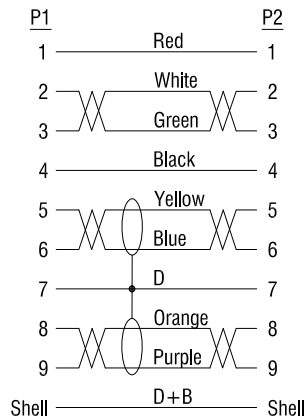 P1 P2
1 Red 1
2 White 2
3 Green 3
4 Black 4
5 Yellow 5
6 Blue 6
7 D 7
8 Orange 8
9 Purple 9
Shell D+B Shell